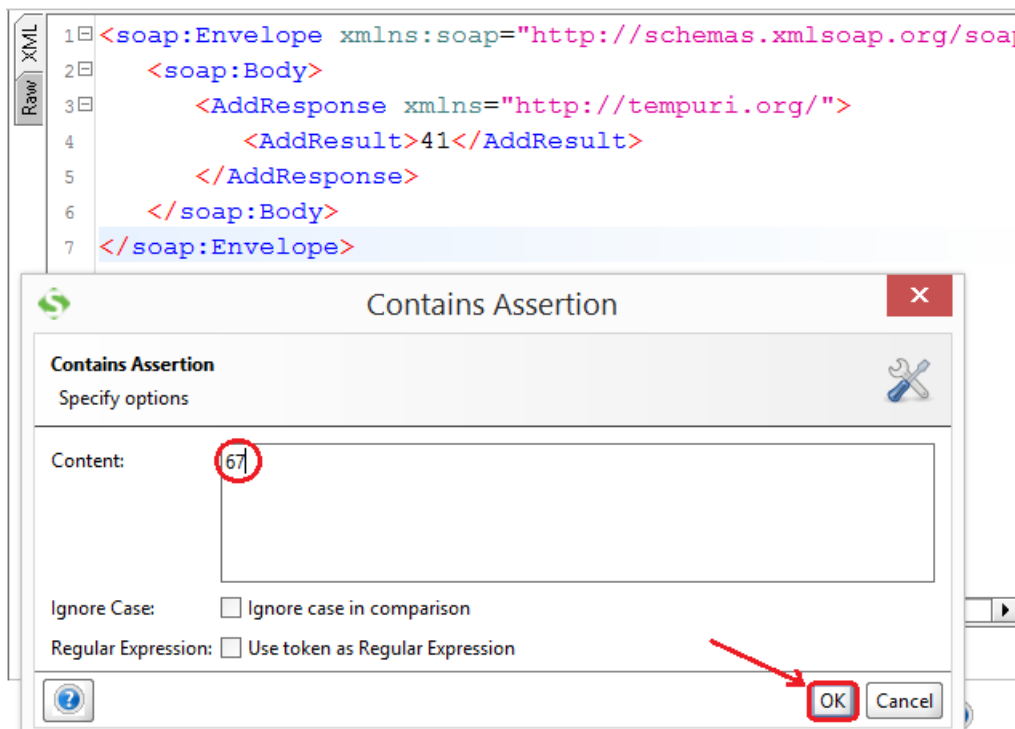 XML
Raw
1 <soap:Envelope xmlns:soap="http://schemas.xmlsoap.org/soap
2 <soap:Body>
3 <AddResponse xmlns="http://tempuri.org/">
4 <AddResult>41</AddResult>
5 </AddResponse>
6 </soap:Body>
7 </soap:Envelope>
Contains Assertion
Contains Assertion
Specify options
Content: 67
Ignore Case: Ignore case in comparison
Regular Expression: Use token as Regular Expression
OK Cancel